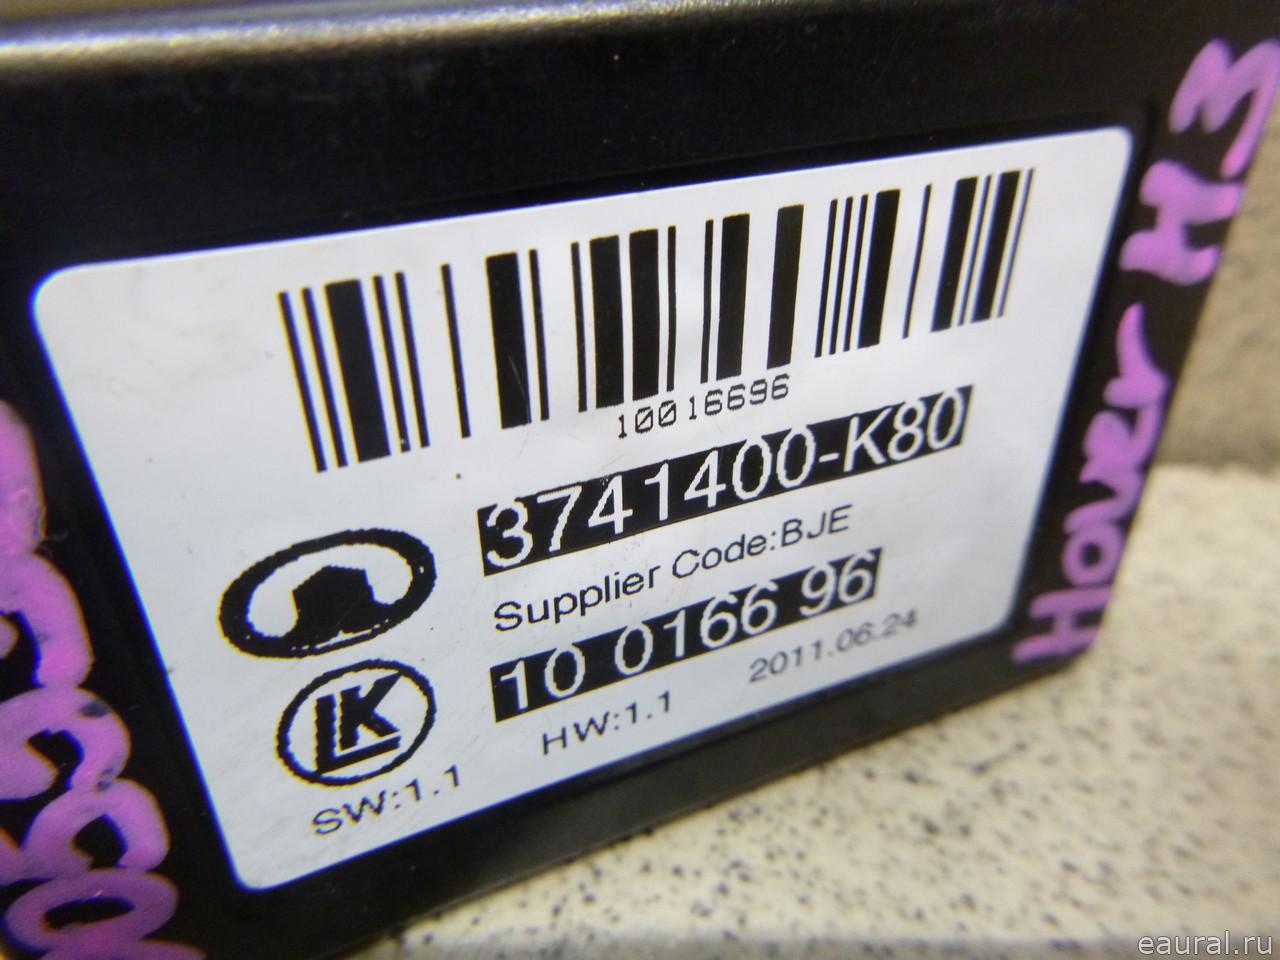 10016696
3741400-K80
Supplier Code:BJE
10 0166 96
HW:1.1
2011.06.24
LK
SW:1.1
Hover H3
eaural.ru